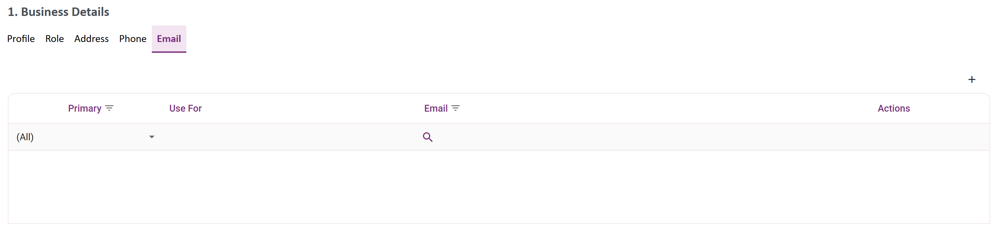 1. Business Details
Profile Role Address Phone Email
Primary Use For Email Actions
(All)